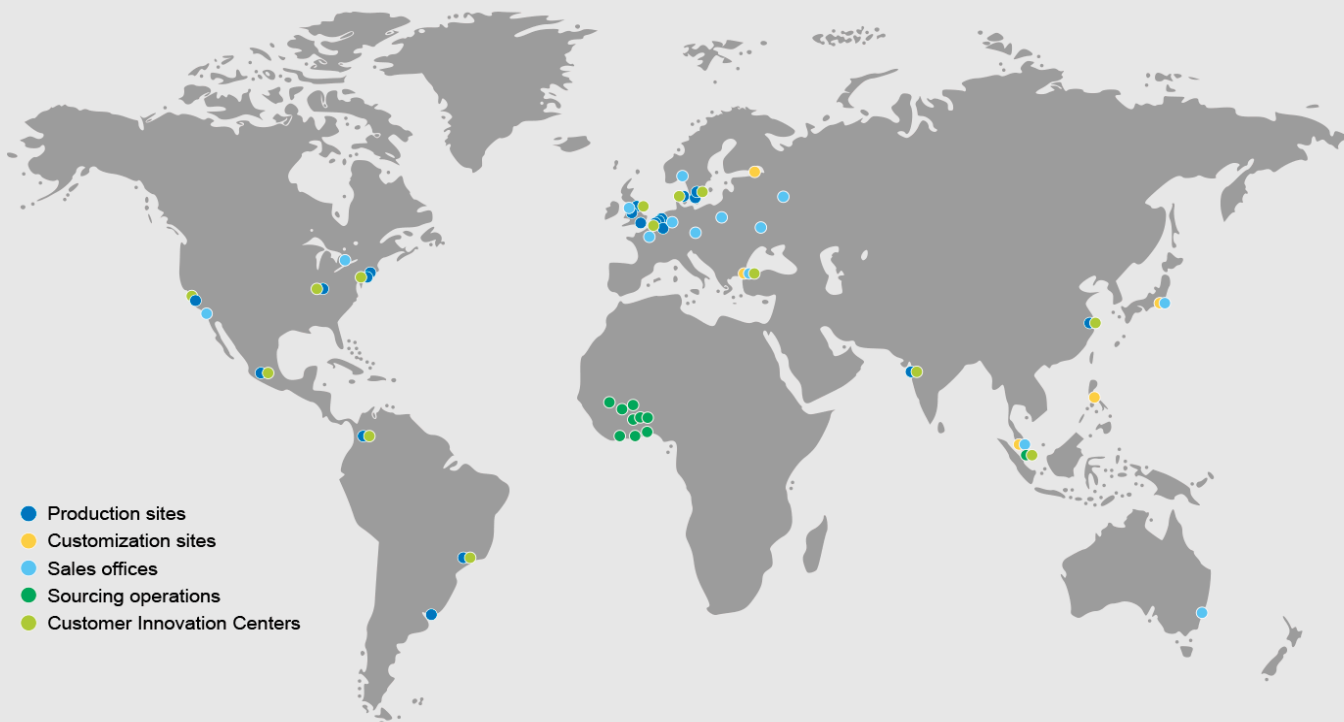 Production sites
Customization sites
Sales offices
Sourcing operations
Customer Innovation Centers